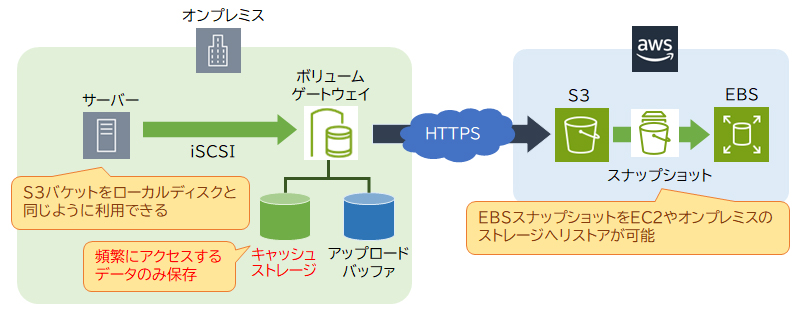 オンプレミス
aws
サーバー
ボリューム
ゲートウェイ
iSCSI
HTTPS
S3
EBS
スナップショット
S3バケットをローカルディスクと
同じように利用できる
EBSスナップショットをEC2やオンプレミスの
ストレージへリストアが可能
頻繁にアクセスする
データのみ保存
キャッシュ
ストレージ
アップロード
バッファ